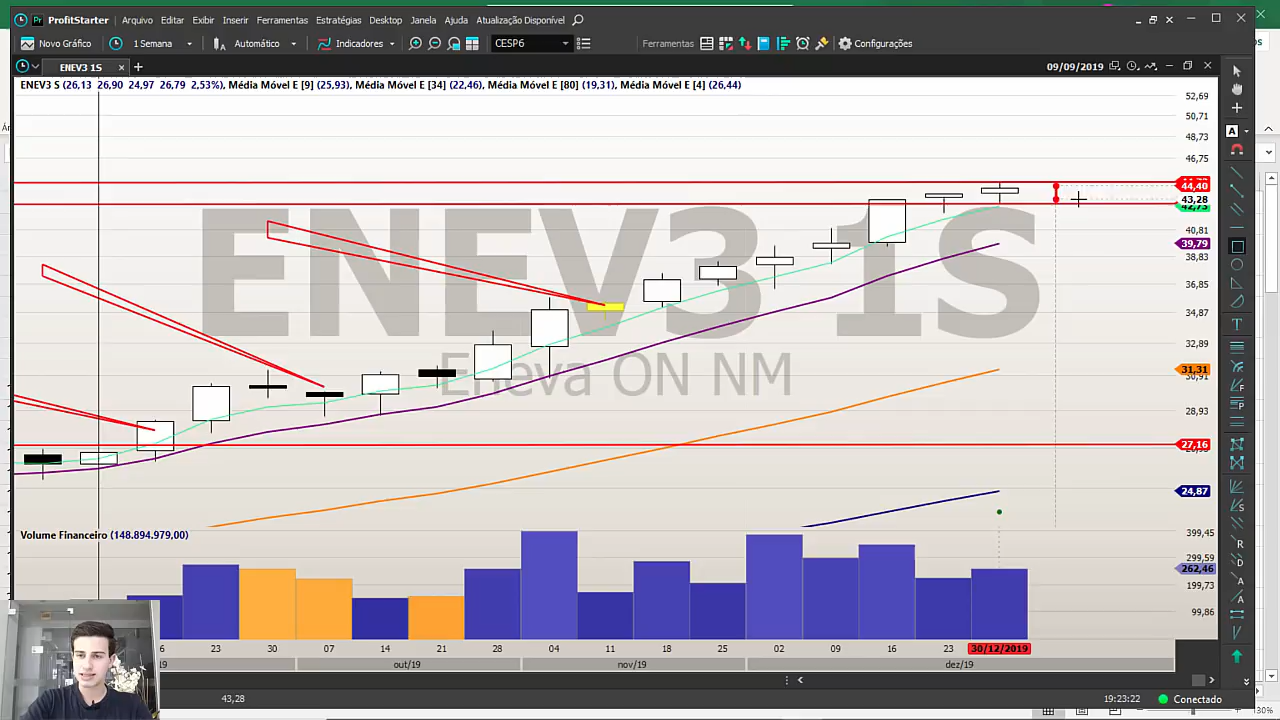 ProfitStarter Arquivo Editar Exibir Inserir Ferramentas Estratégias Desktop Janela Ajuda Atualização Disponível
Novo Gráfico 1 Semana Automático Indicadores CESP6 Ferramentas Configurações
ENEV3 1S 09/09/2019
ENEV3 S (26,13 26,90 24,97 26,79 2,53%), Média Móvel E [9] (25,93), Média Móvel E [34] (22,46), Média Móvel E [80] (19,31), Média Móvel E [4] (26,44)
52,69
50,71
48,73
46,75
44,40
43,28
42,73
40,81
39,79
38,83
36,85
34,87
32,89
31,31
30,91
28,93
27,16
24,87
ENEV3 1S
Eneva ON NM
Volume Financeiro (148.894.979,00)
399,45
299,59
262,46
199,73
99,86
23 30 07 14 21 28 04 11 18 25 02 09 16 23 30/12/2019
out/19 nov/19 dez/19
43,28 19:23:22 Conectado